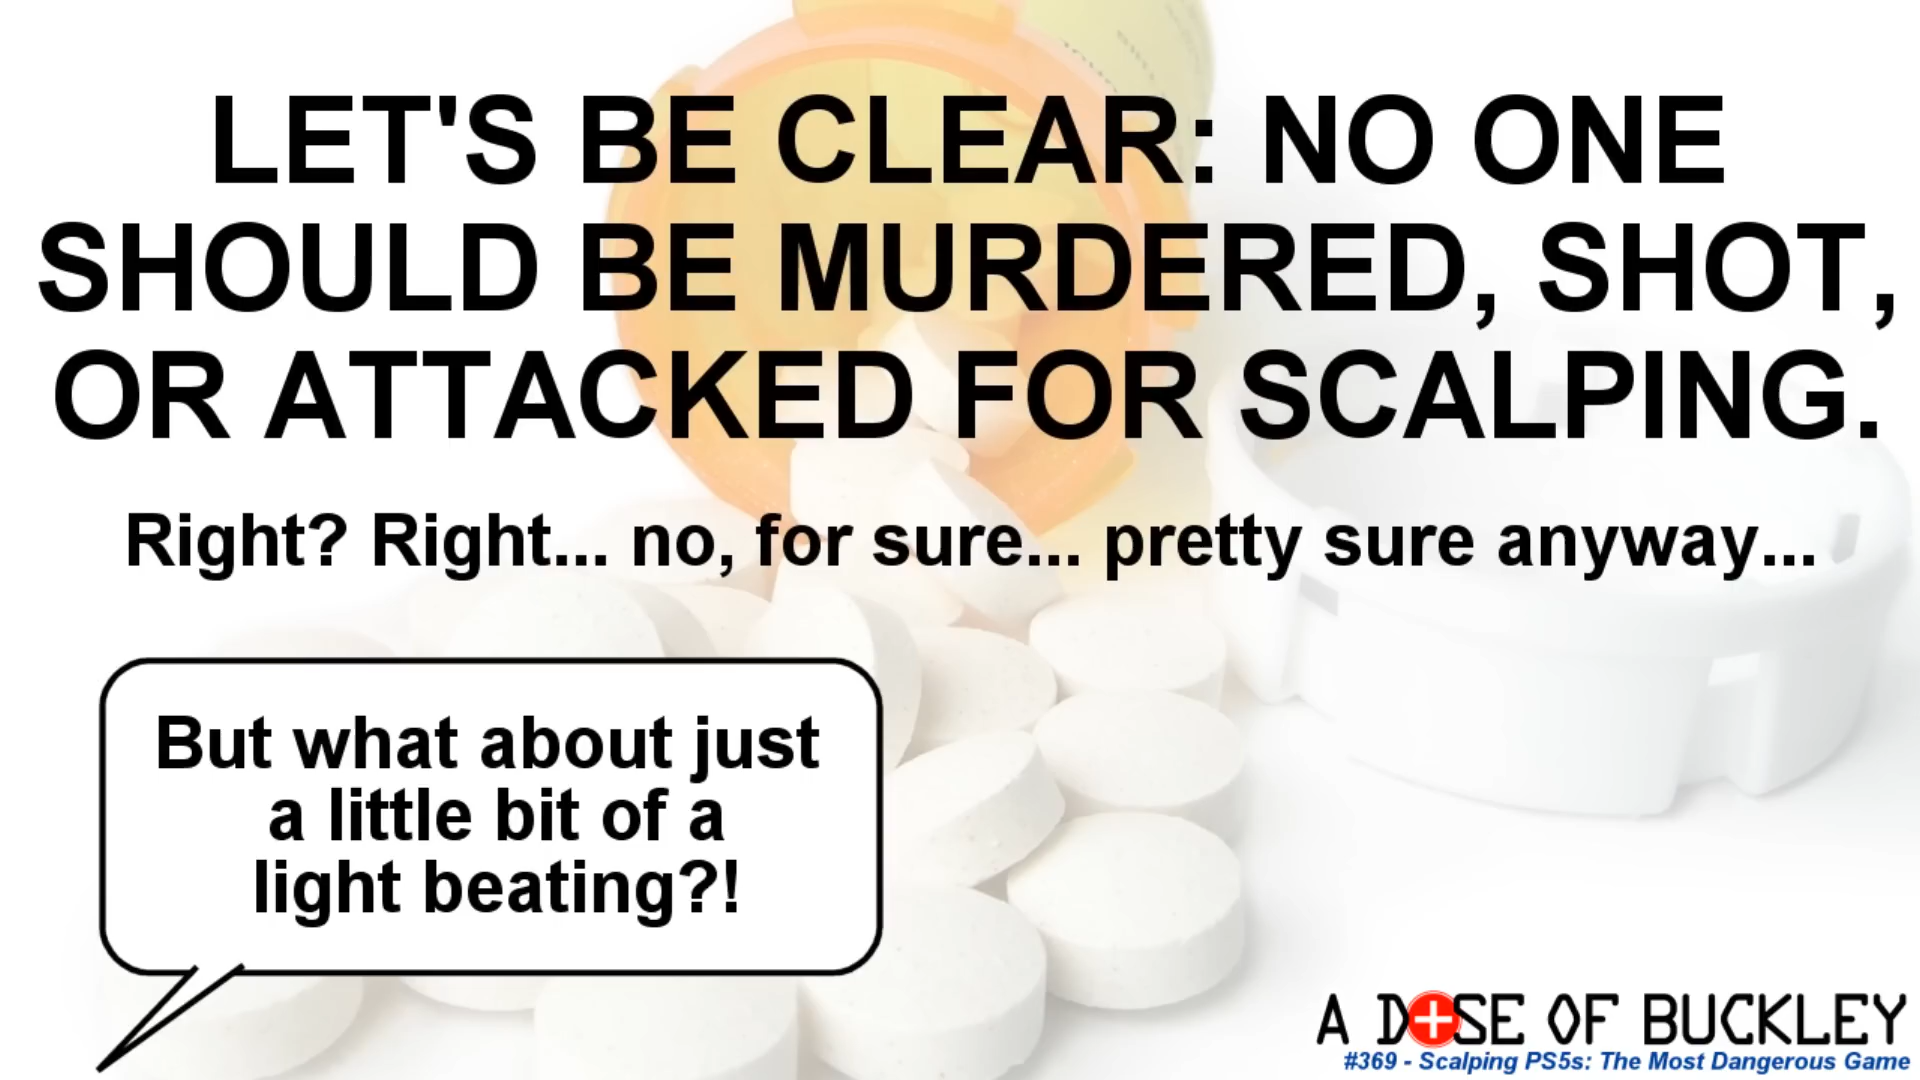 LET'S BE CLEAR: NO ONE
SHOULD BE MURDERED, SHOT,
OR ATTACKED FOR SCALPING.
Right? Right... no, for sure... pretty sure anyway...
But what about just
a little bit of a
light beating?!
A DOSE OF BUCKLEY
#369 - Scalping PS5s: The Most Dangerous Game